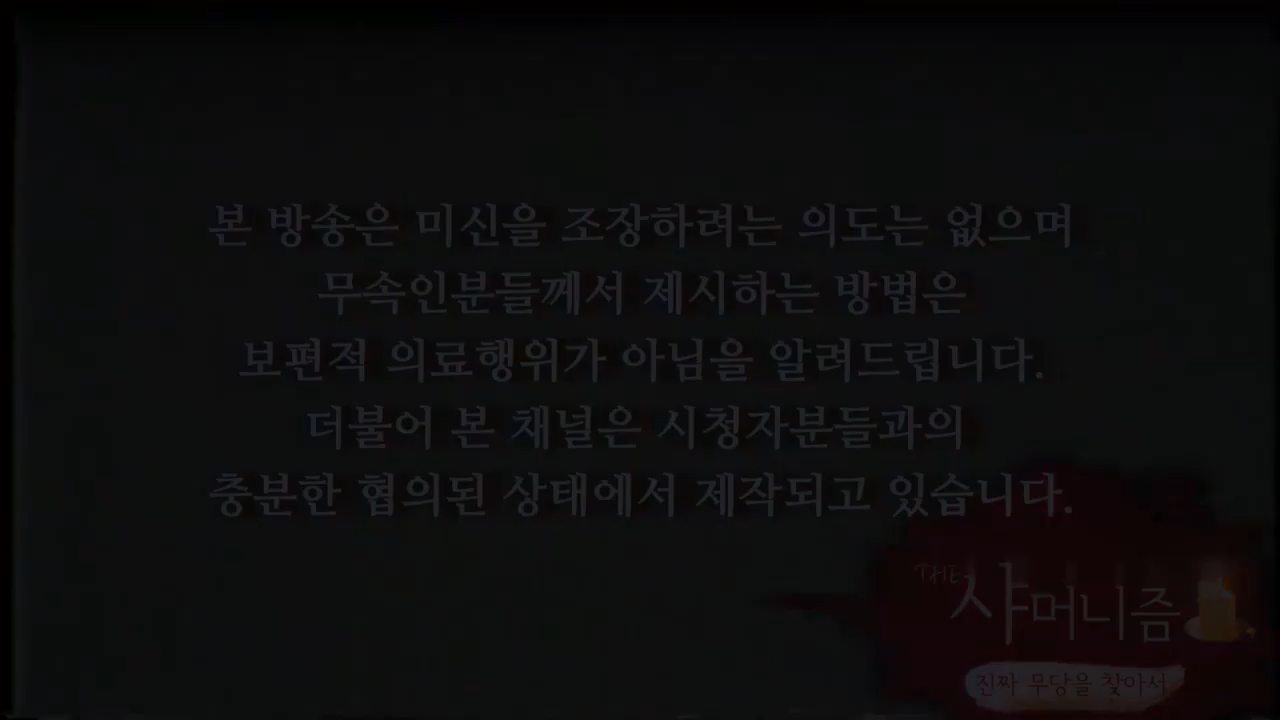 본 방송은 미신을 조장하려는 의도는 없으며
무속인분들께서 제시하는 방법은
보편적 의료행위가 아님을 알려드립니다.
더불어 본 채널은 시청자분들과의
충분한 협의된 상태에서 제작되고 있습니다.
THE 샤머니즘
진짜 무당을 찾아서